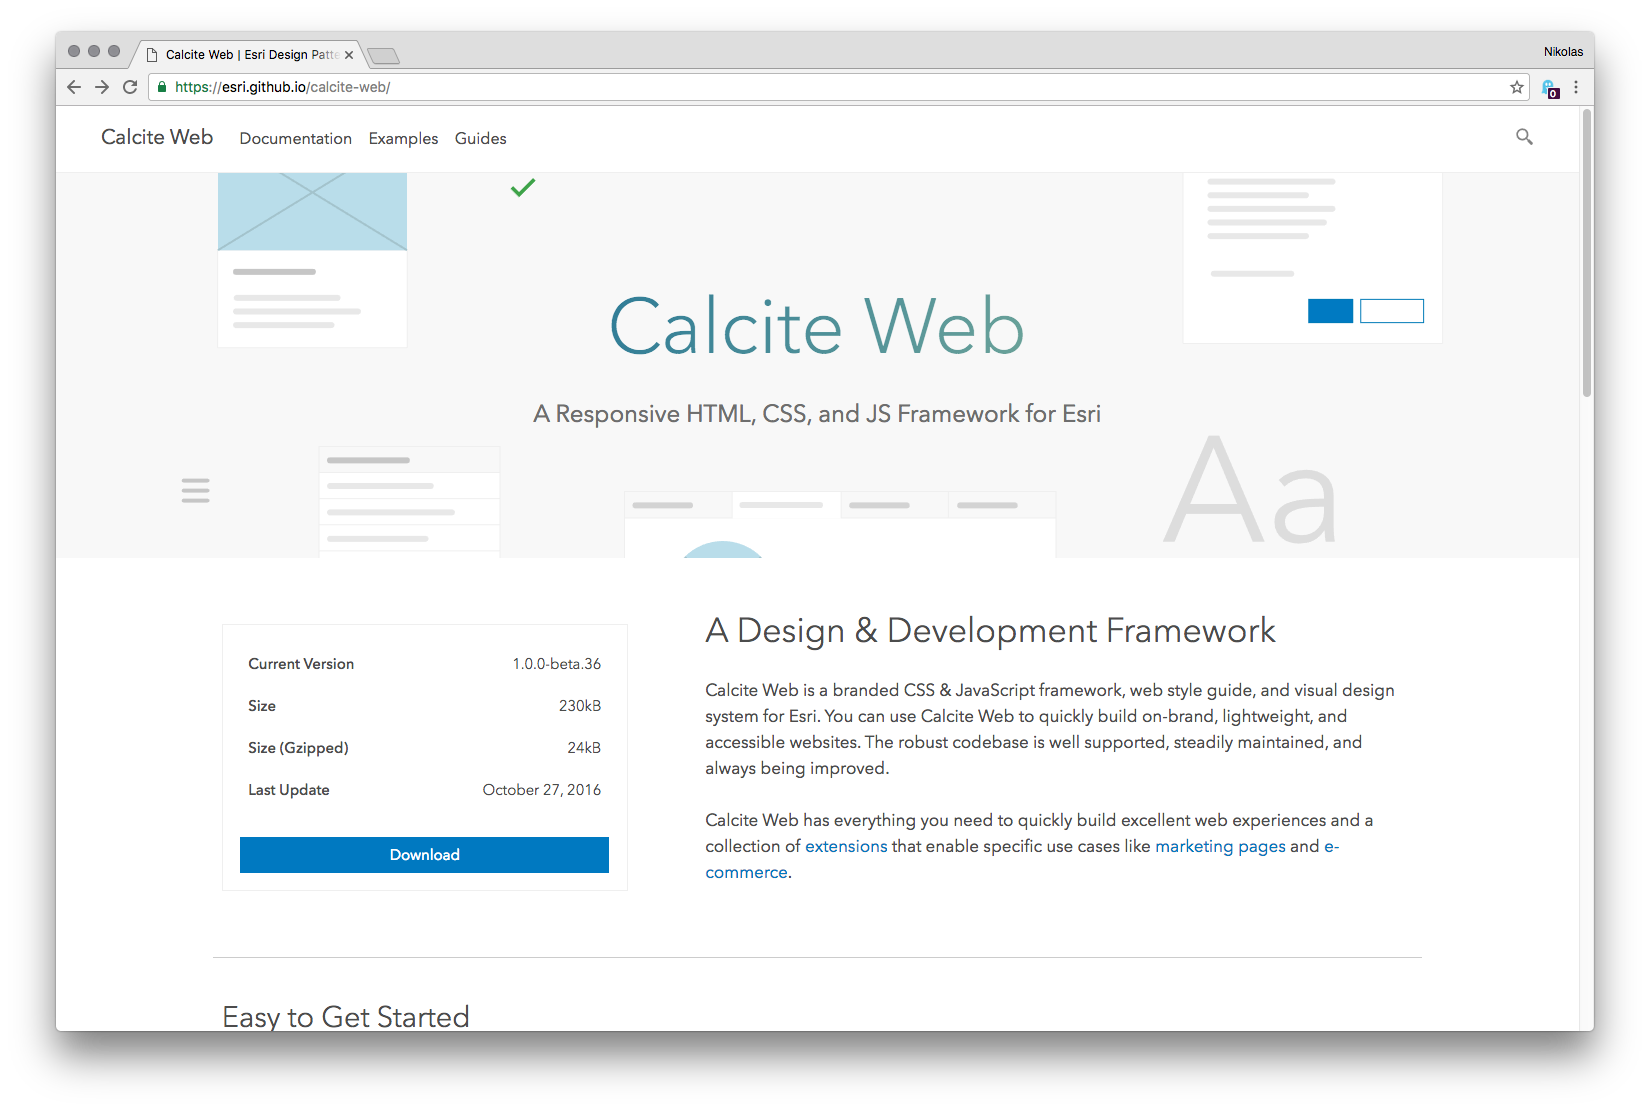 Calcite Web | Esri Design Patte
Nikolas
https://esri.github.io/calcite-web/
0
Calcite Web Documentation Examples Guides
Calcite Web
A Responsive HTML, CSS, and JS Framework for Esri
Aa
Current Version 1.0.0-beta.36
Size 230kB
Size (Gzipped) 24kB
Last Update October 27, 2016
Download
A Design & Development Framework
Calcite Web is a branded CSS & JavaScript framework, web style guide, and visual design
system for Esri. You can use Calcite Web to quickly build on-brand, lightweight, and
accessible websites. The robust codebase is well supported, steadily maintained, and
always being improved.
Calcite Web has everything you need to quickly build excellent web experiences and a
collection of extensions that enable specific use cases like marketing pages and e-
commerce.
Easy to Get Started